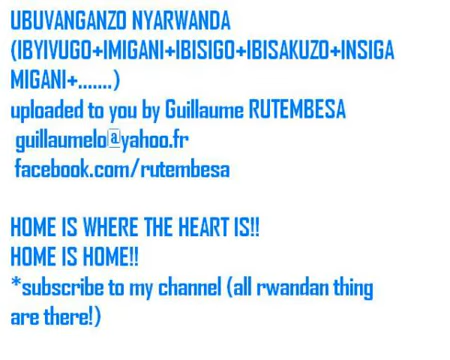 UBUVANGANZO NYARWANDA
(IBYIVUGO+IMIGANI+IBISIGO+IBISAKUZO+INSIGA
MIGANI+.......)
uploaded to you by Guillaume RUTEMBESA
guillaumelo@yahoo.fr
facebook.com/rutembesa
HOME IS WHERE THE HEART IS!!
HOME IS HOME!!
*subscribe to my channel (all rwandan thing
are there!)